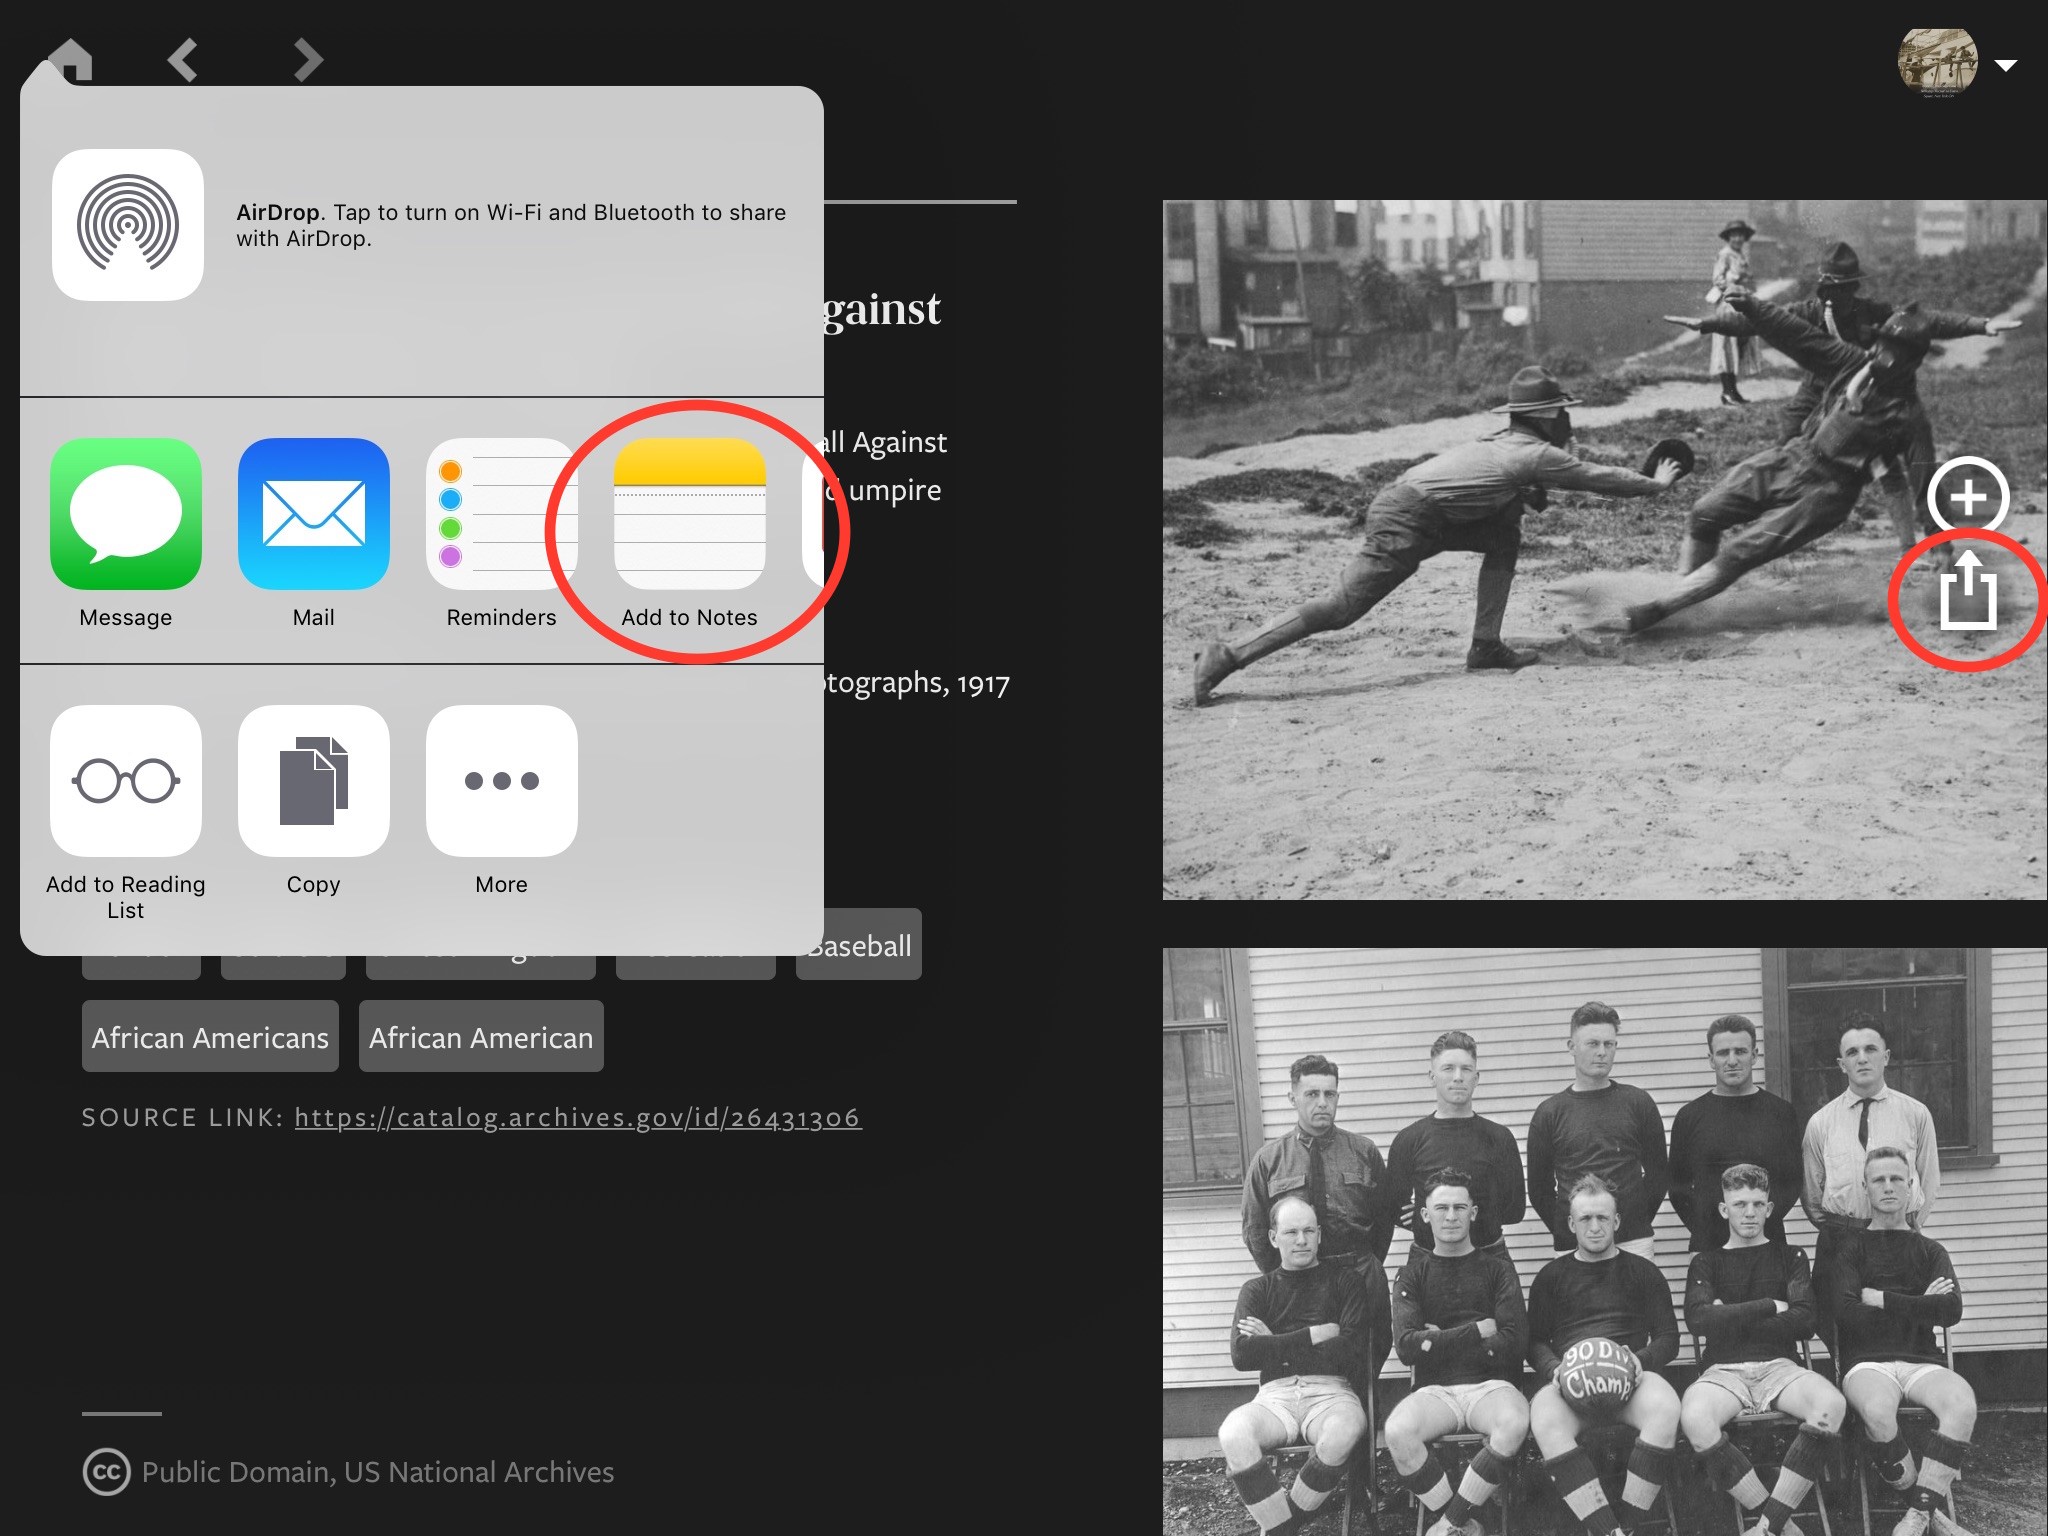 AirDrop. Tap to turn on Wi-Fi and Bluetooth to share
with AirDrop.
gainst
all Against
umpire
Message
Mail
Reminders
Add to Notes
tographs, 1917
Add to Reading
List
Copy
More
Baseball
African Americans
African American
SOURCE LINK: https://catalog.archives.gov/id/26431306
90 Div.
Champ
cc Public Domain, US National Archives